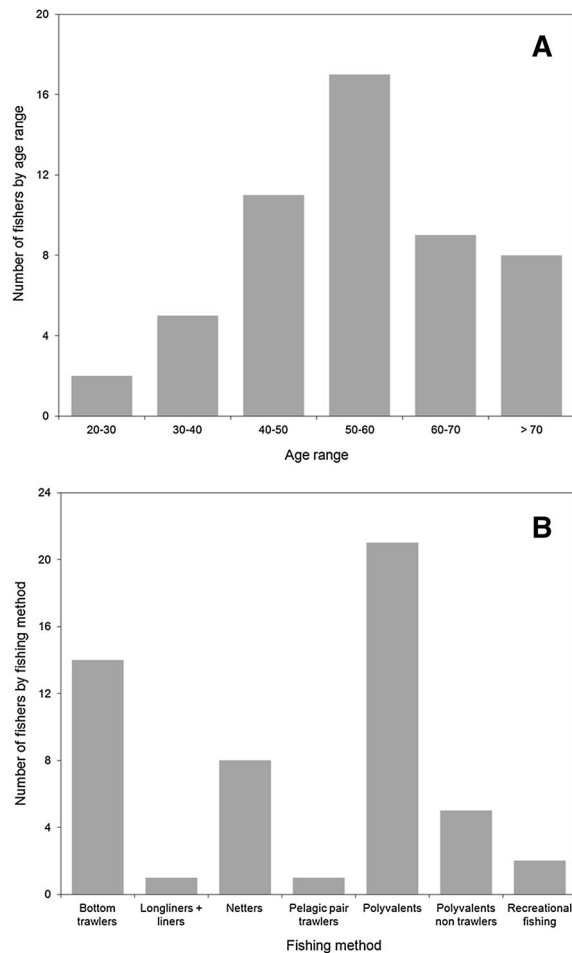 A
Number of fishers by age range
20
16
12
8
4
0
20-30 30-40 40-50 50-60 60-70 > 70
Age range
B
Number of fishers by fishing method
24
20
16
12
8
4
0
Bottom trawlers
Longliners + liners
Netters
Pelagic pair trawlers
Polyvalents
Polyvalents non trawlers
Recreational fishing
Fishing method